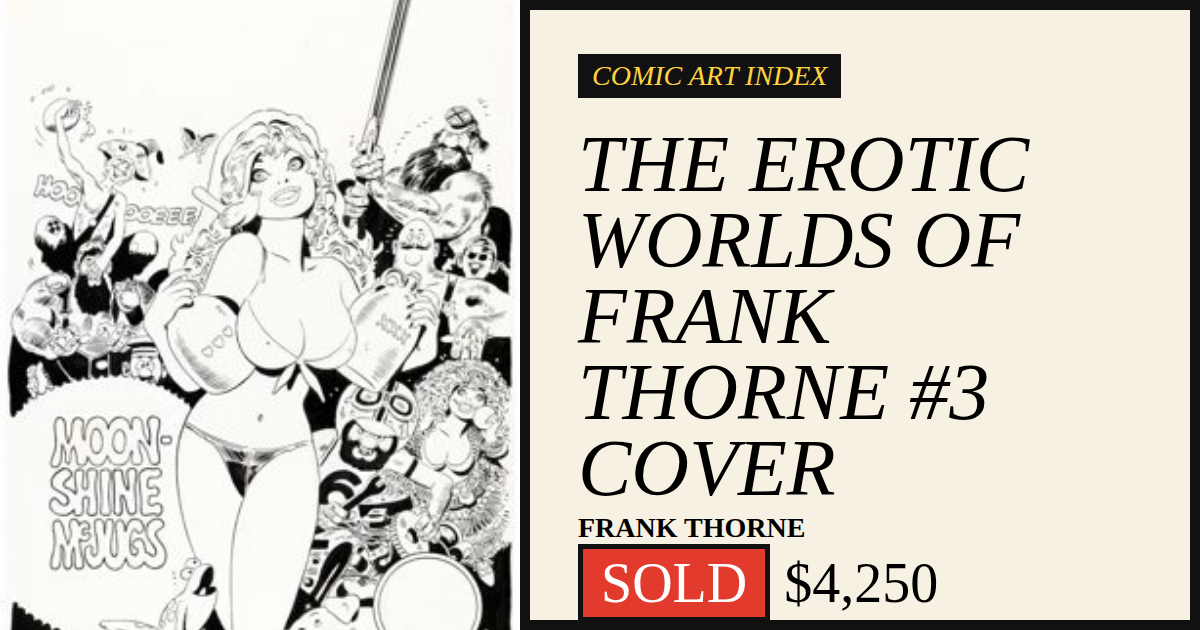 COMIC ART INDEX
THE EROTIC
WORLDS OF
FRANK
THORNE #3
COVER
FRANK THORNE
SOLD $4,250
HOO
OOEEE!
XXX
MOON-
SHINE
McJUGS